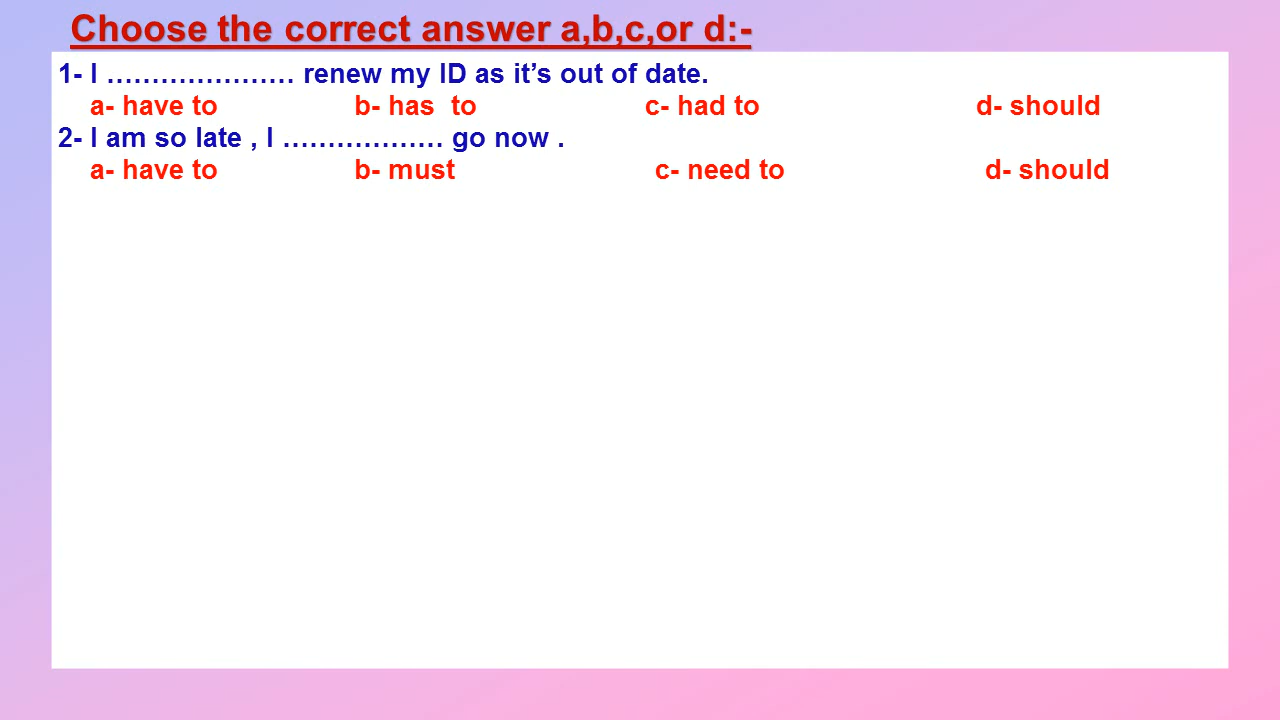 Choose the correct answer a,b,c,or d:-
1- I ………………… renew my ID as it’s out of date.
a- have to b- has to c- had to d- should
2- I am so late , I ……………… go now .
a- have to b- must c- need to d- should